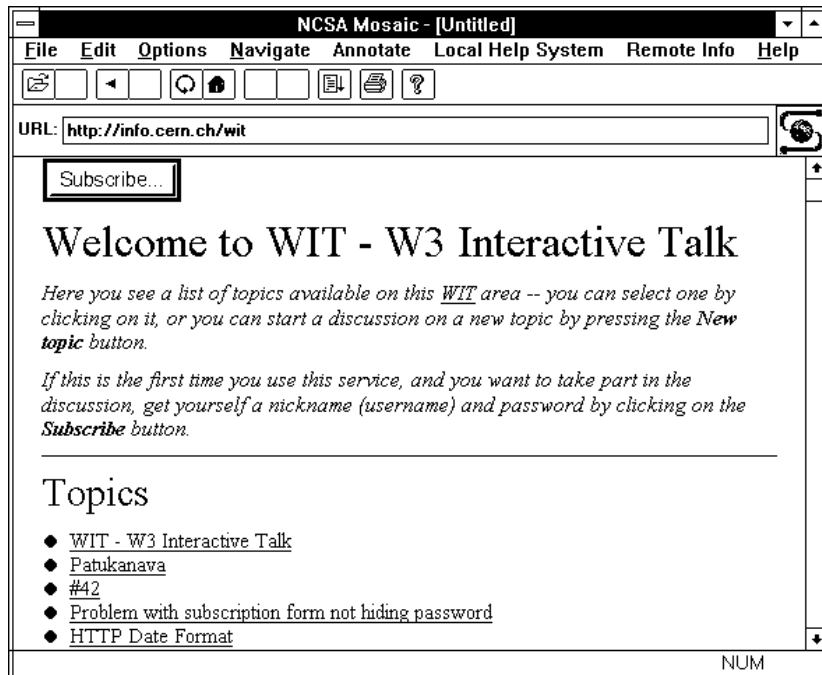 NCSA Mosaic - [Untitled]
File Edit Options Navigate Annotate Local Help System Remote Info Help
URL: http://info.cern.ch/wit
Subscribe...
Welcome to WIT - W3 Interactive Talk
Here you see a list of topics available on this WIT area -- you can select one by
clicking on it, or you can start a discussion on a new topic by pressing the New
topic button.
If this is the first time you use this service, and you want to take part in the
discussion, get yourself a nickname (username) and password by clicking on the
Subscribe button.
Topics
WIT - W3 Interactive Talk
Patukanava
#42
Problem with subscription form not hiding password
HTTP Date Format
NUM